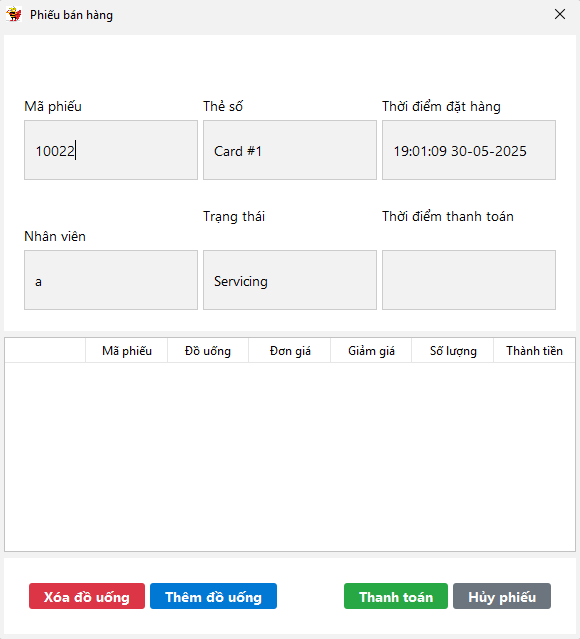 Phiếu bán hàng
Mã phiếu Thẻ số Thời điểm đặt hàng
10022 Card #1 19:01:09 30-05-2025
Trạng thái Thời điểm thanh toán
Nhân viên
a Servicing
Mã phiếu Đồ uống Đơn giá Giảm giá Số lượng Thành tiền
Xóa đồ uống Thêm đồ uống Thanh toán Hủy phiếu